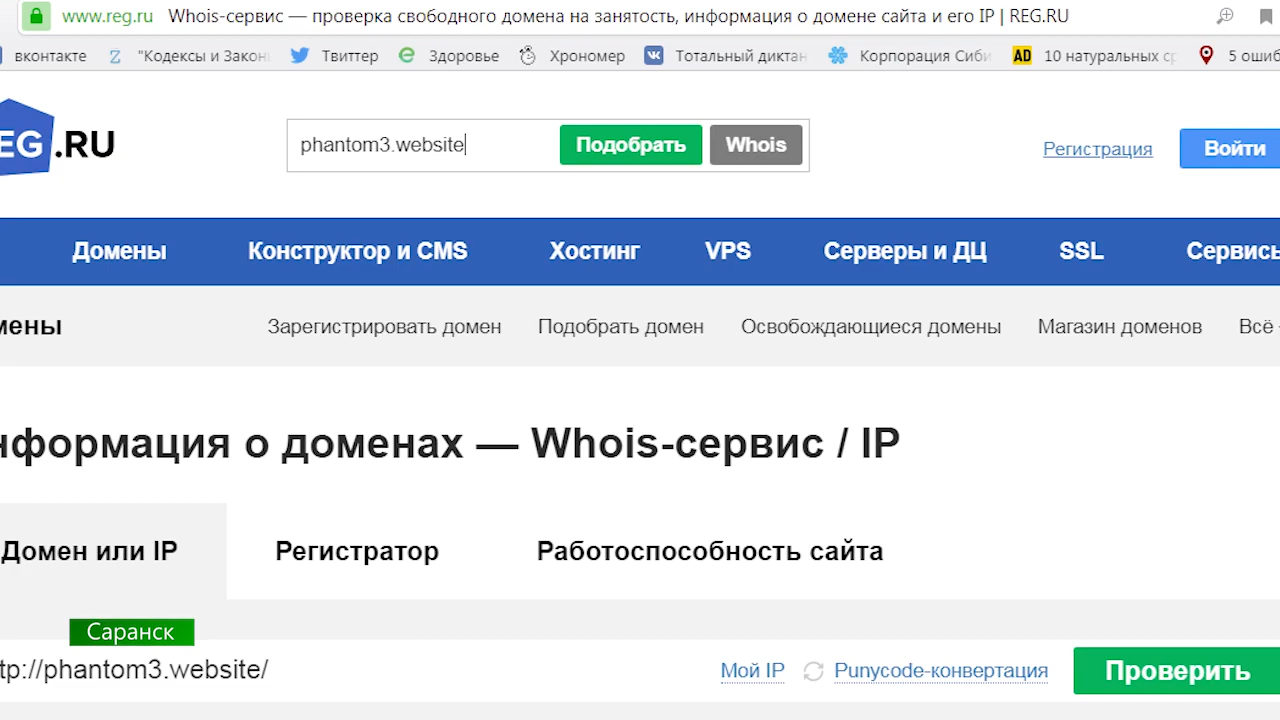 www.reg.ru Whois-сервис — проверка свободного домена на занятость, информация о домене сайта и его IP | REG.RU
вконтакте "Кодексы и Закон Твиттер Здоровье Хрономер Тотальный диктан Корпорация Сиби AD 10 натуральных ср 5 ошиб
EG.RU phantom3.website Подобрать Whois Регистрация Войти
Домены Конструктор и CMS Хостинг VPS Серверы и ДЦ SSL Сервисы
мены Зарегистрировать домен Подобрать домен Освобождающиеся домены Магазин доменов Всё
нформация о доменах — Whois-сервис / IP
Домен или IP Регистратор Работоспособность сайта
Саранск
tp://phantom3.website/ Мой IP Punycode-конвертация Проверить